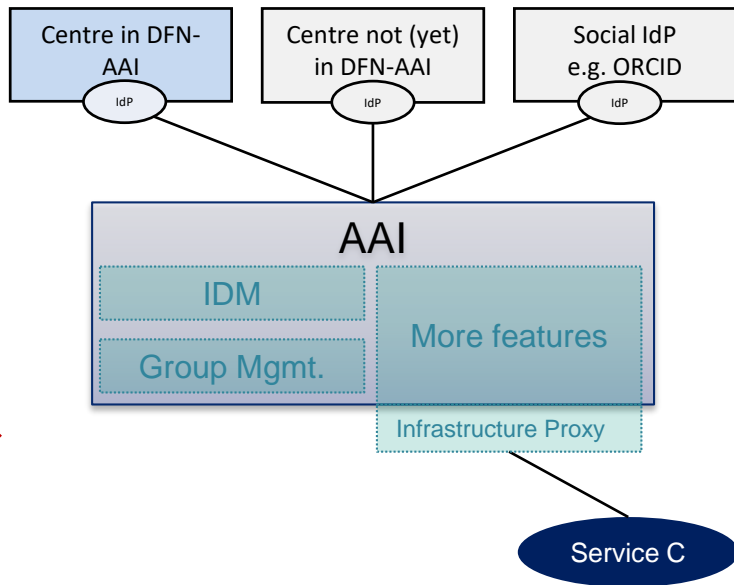 Centre in DFN-
AAI
Centre not (yet)
in DFN-AAI
Social IdP
e.g. ORCID
IdP
IdP
IdP
AAI
IDM
Group Mgmt.
More features
Infrastructure Proxy
Service C